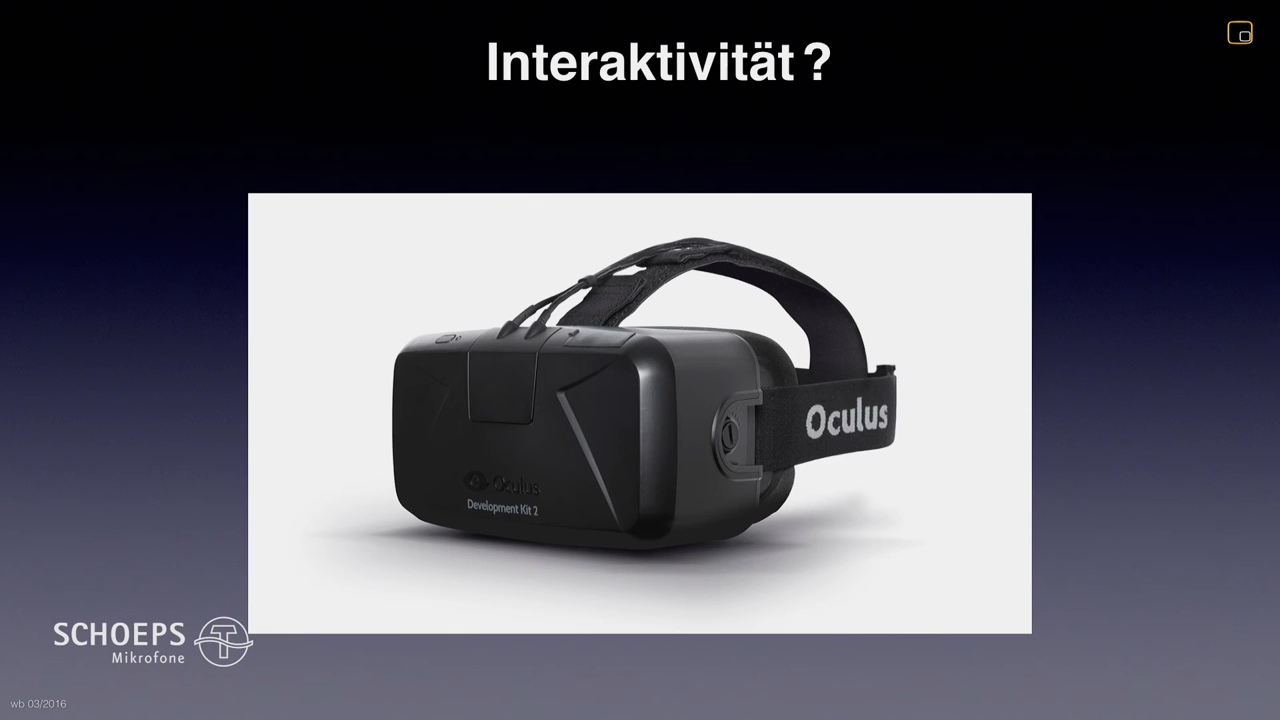 Interaktivität ?
Oculus
Oculus
Development Kit 2
SCHOEPS
Mikrofone
wb 03/2016